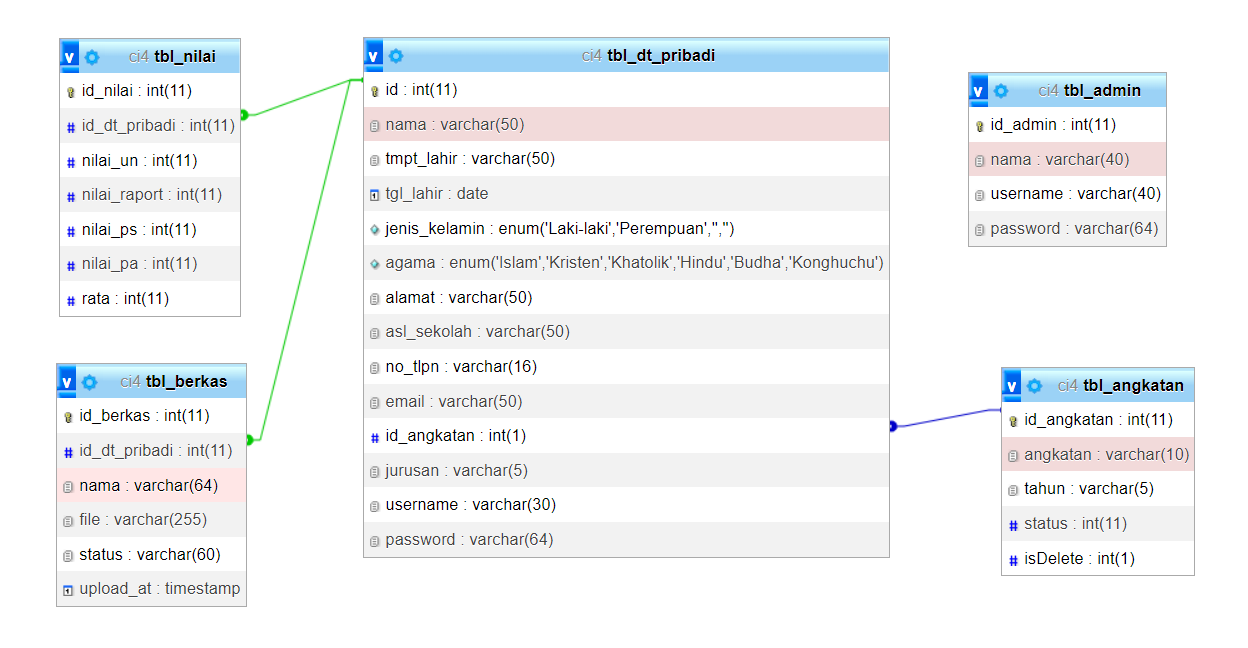 v ci4 tbl_nilai
id_nilai : int(11)
# id_dt_pribadi : int(11)
# nilai_un : int(11)
# nilai_raport : int(11)
# nilai_ps : int(11)
# nilai_pa : int(11)
# rata : int(11)
v ci4 tbl_berkas
id_berkas : int(11)
# id_dt_pribadi : int(11)
nama : varchar(64)
file : varchar(255)
status : varchar(60)
upload_at : timestamp
v ci4 tbl_dt_pribadi
id : int(11)
nama : varchar(50)
tmpt_lahir : varchar(50)
tgl_lahir : date
jenis_kelamin : enum('Laki-laki','Perempuan','','')
agama : enum('Islam','Kristen','Khatolik','Hindu','Budha','Konghuchu')
alamat : varchar(50)
asl_sekolah : varchar(50)
no_tlpn : varchar(16)
email : varchar(50)
# id_angkatan : int(1)
jurusan : varchar(5)
username : varchar(30)
password : varchar(64)
v ci4 tbl_admin
id_admin : int(11)
nama : varchar(40)
username : varchar(40)
password : varchar(64)
v ci4 tbl_angkatan
id_angkatan : int(11)
angkatan : varchar(10)
tahun : varchar(5)
# status : int(11)
# isDelete : int(1)